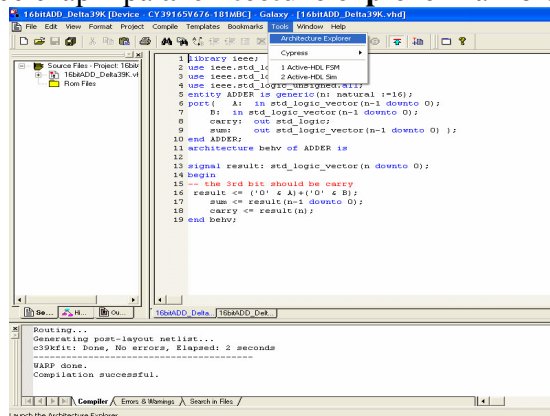 16bitADD_Delta39K [Device - CY39165V676-181MBC] - Galaxy - [16bitADD_Delta39K.vhd]
File Edit View Format Project Compile Templates Bookmarks Tools Window Help
Architecture Explorer
Cypress
1 Active-HDL FSM
2 Active-HDL Sim
Source Files - Project: 16bit
16bitADD_Delta39K.v
Rom Files
1 library ieee;
2 use ieee.std_lo
3 use ieee.std_lo
4 use ieee.std_logic_unsigned.all;
5 entity ADDER is generic(n: natural :=16);
6 port( A: in std_logic_vector(n-1 downto 0);
7 B: in std_logic_vector(n-1 downto 0);
8 carry: out std_logic;
9 sum: out std_logic_vector(n-1 downto 0) );
10 end ADDER;
11 architecture behv of ADDER is
12
13 signal result: std_logic_vector(n downto 0);
14 begin
15 -- the 3rd bit should be carry
16 result <= ('0' & A)+('0' & B);
17 sum <= result(n-1 downto 0);
18 carry <= result(n);
19 end behv;
So... H... Ou...
16bitADD_Delta... 16bitADD_Delt...
Routing...
Generating post-layout netlist...
c39kfit: Done, No errors, Elapsed: 2 seconds
----------------------------------------
WARP done.
Compilation successful.
Compiler Errors & Warnings Search in Files
Launch the Architecture Explorer